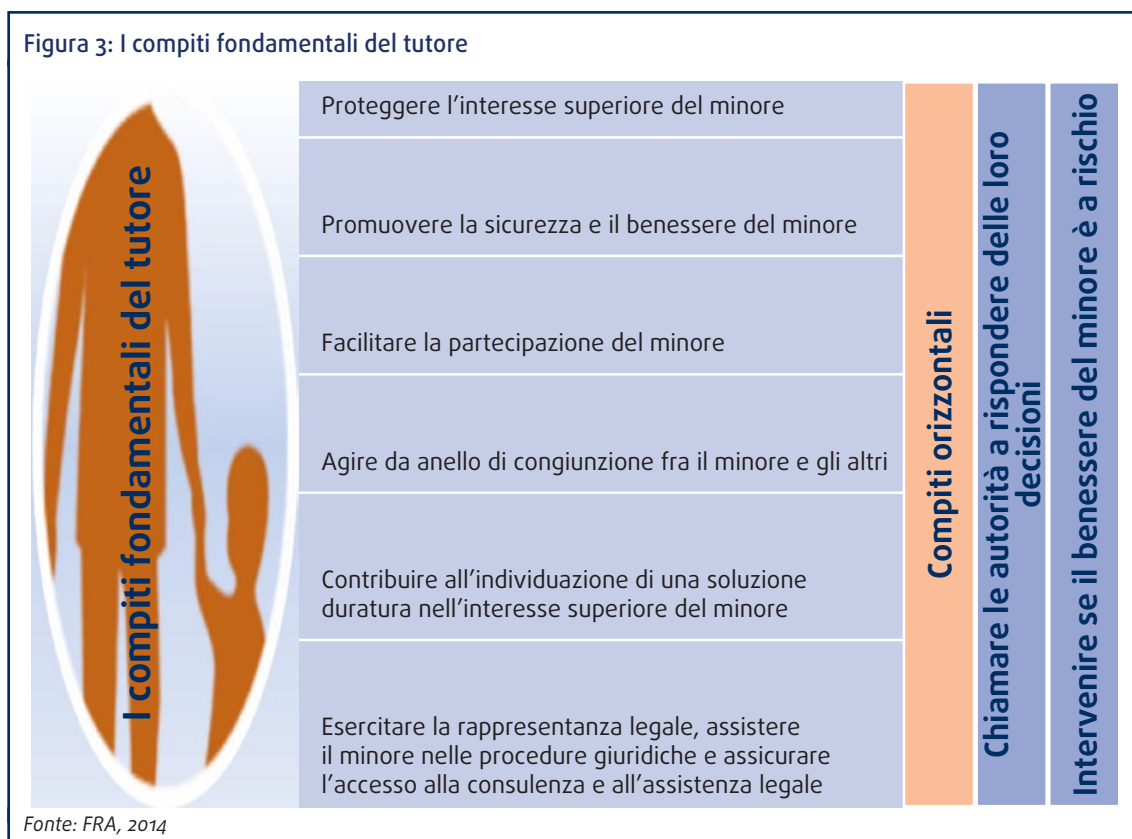 Figura 3: I compiti fondamentali del tutore
I compiti fondamentali del tutore
Proteggere l’interesse superiore del minore
Promuovere la sicurezza e il benessere del minore
Facilitare la partecipazione del minore
Agire da anello di congiunzione fra il minore e gli altri
Contribuire all’individuazione di una soluzione
duratura nell’interesse superiore del minore
Esercitare la rappresentanza legale, assistere
il minore nelle procedure giuridiche e assicurare
l’accesso alla consulenza e all’assistenza legale
Compiti orizzontali
Chiamare le autorità a rispondere delle loro
decisioni
Intervenire se il benessere del minore è a rischio
Fonte: FRA, 2014